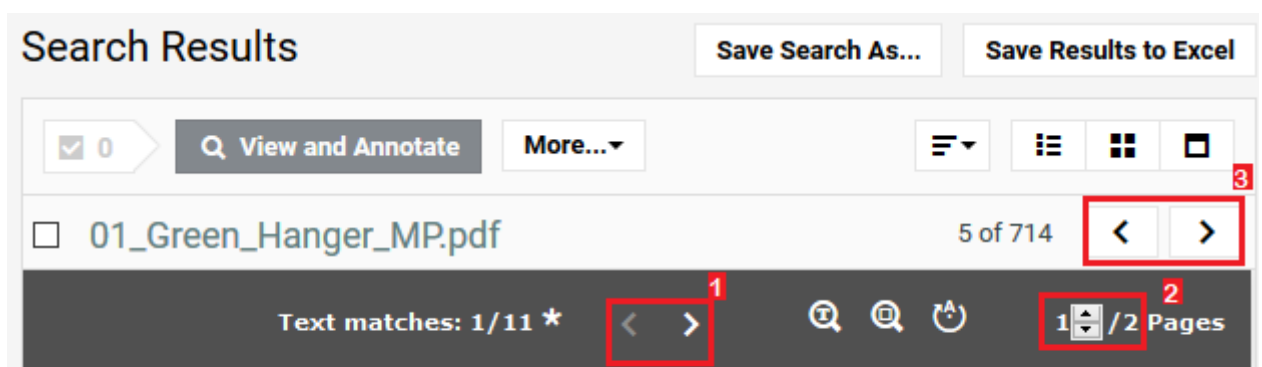 Search Results
Save Search As... Save Results to Excel
0 View and Annotate More...
3
01_Green_Hanger_MP.pdf 5 of 714 < >
1 2
Text matches: 1/11 * < > 1 /2 Pages